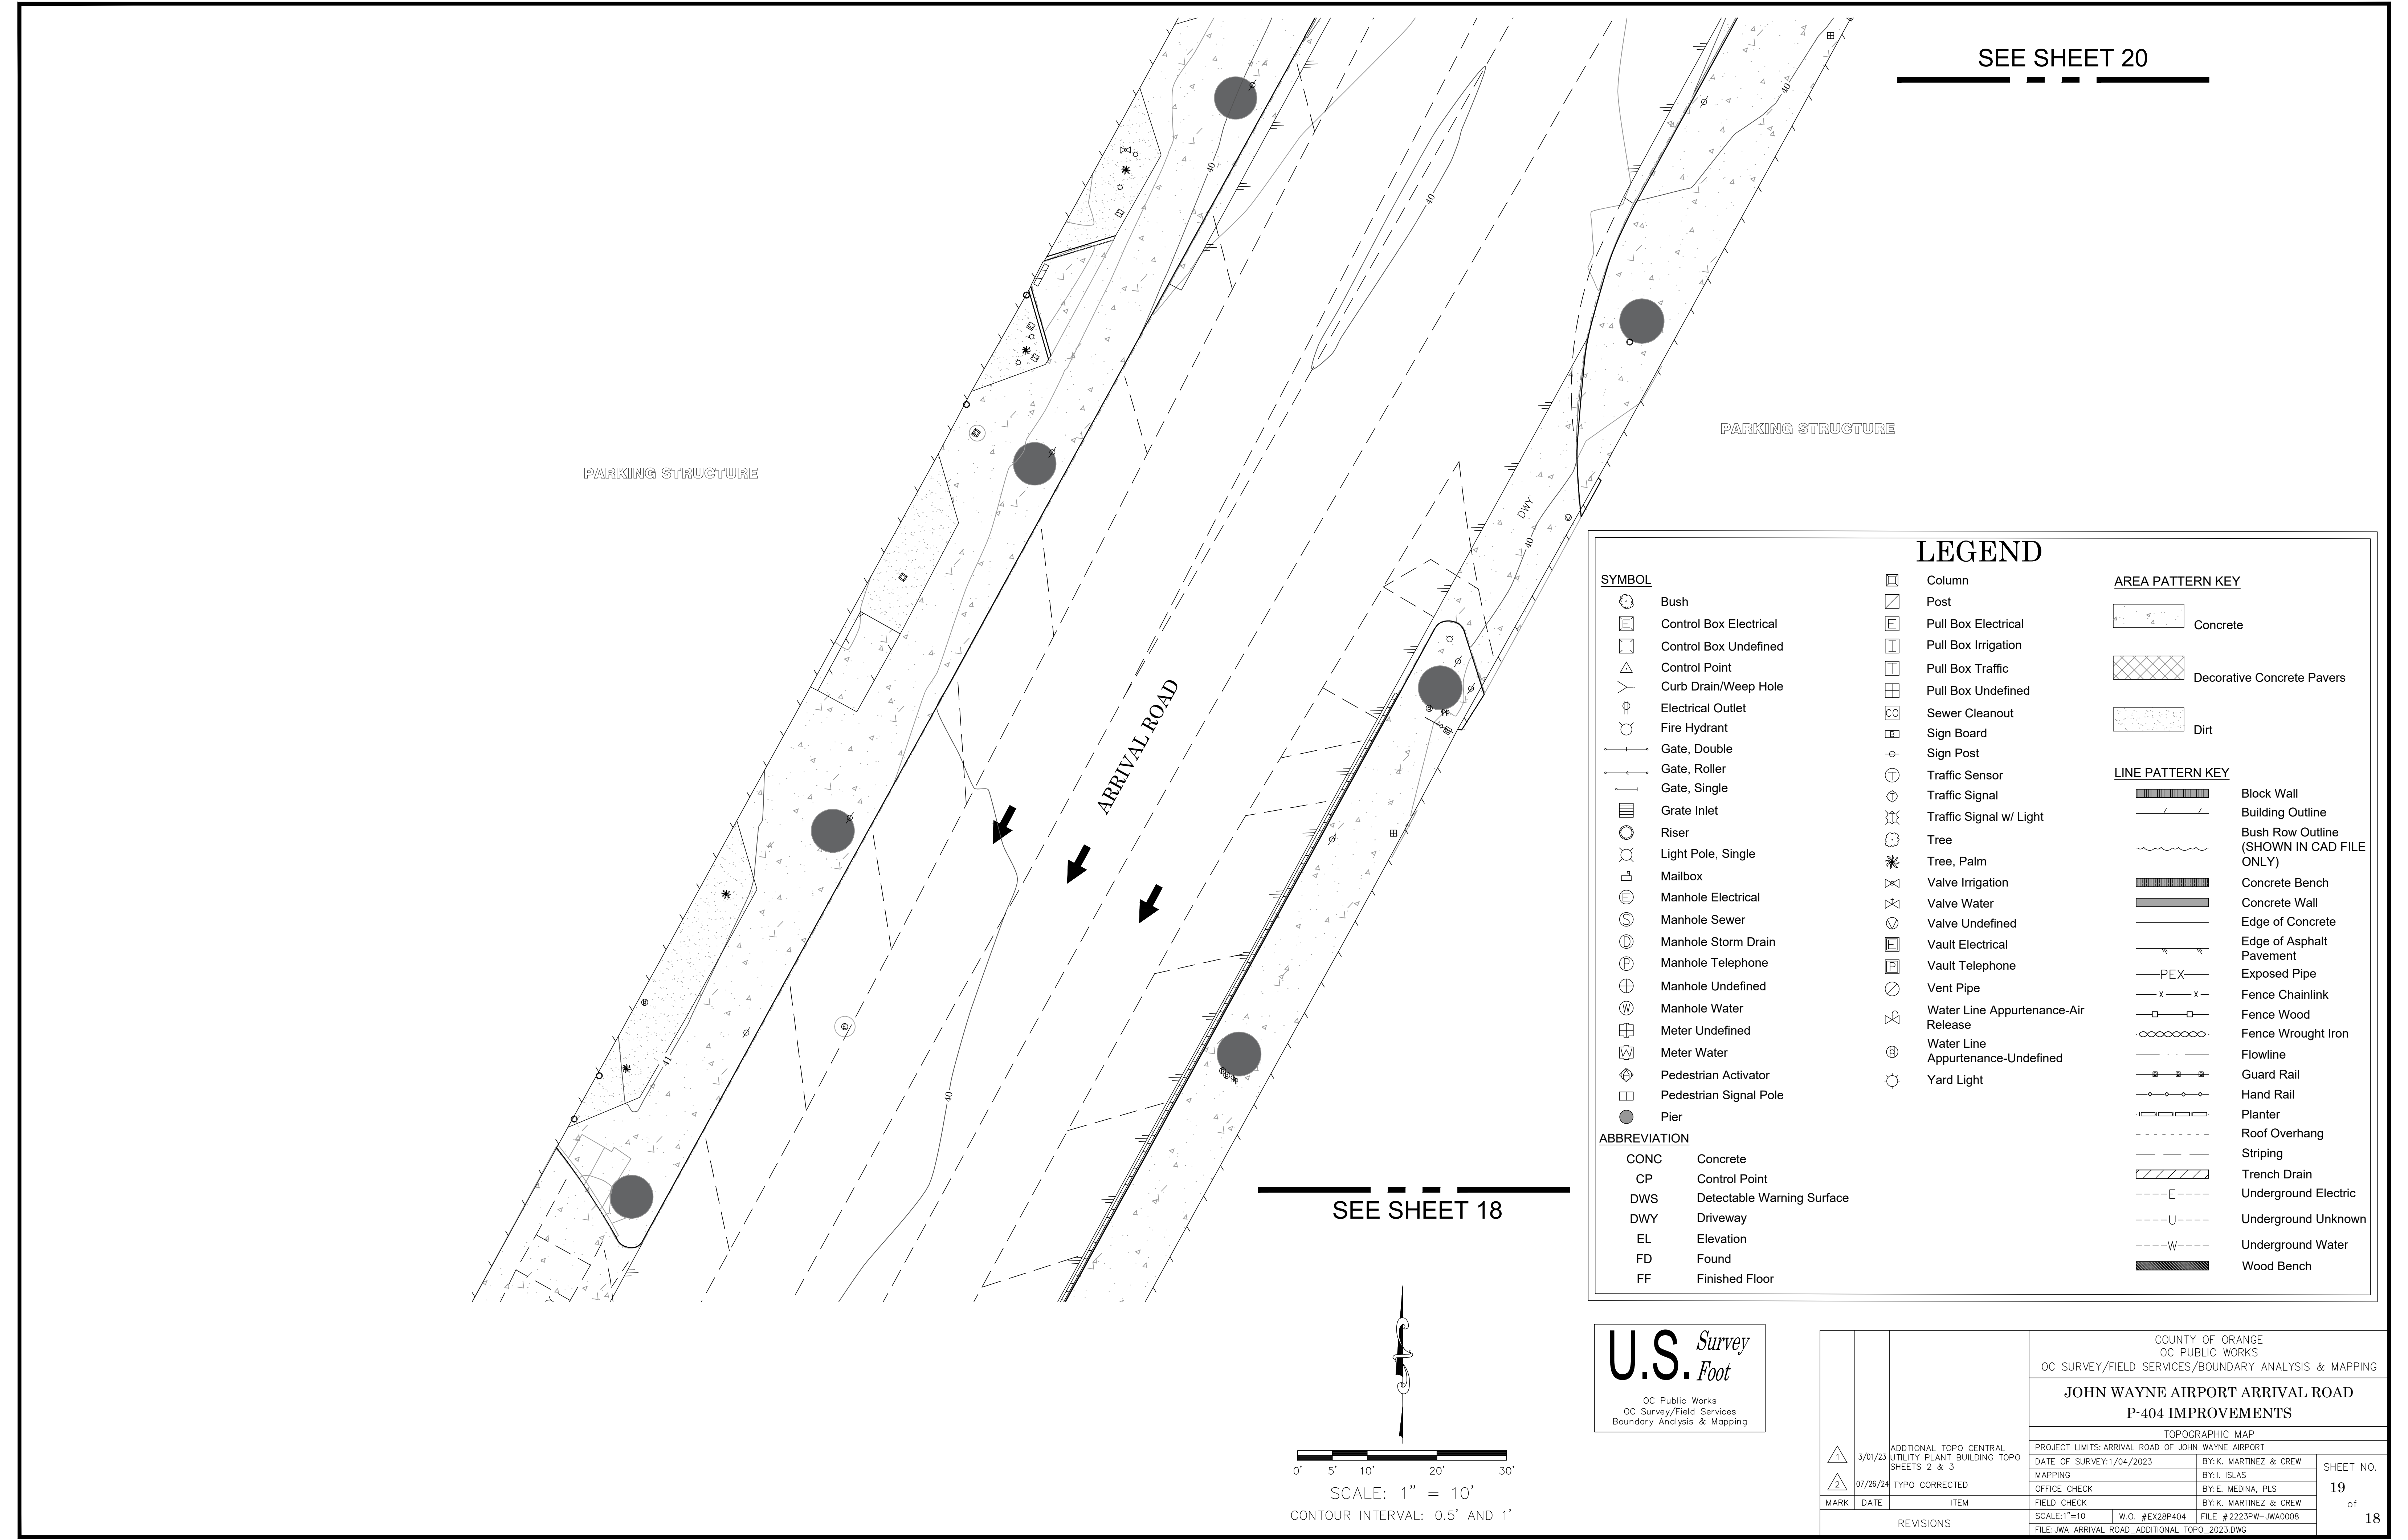 SEE SHEET 20
40
40
40
PARKING STRUCTURE
PARKING STRUCTURE
DWY
40
ARRIVAL ROAD
41
40
SEE SHEET 18
LEGEND
SYMBOL
Bush
E Control Box Electrical
Control Box Undefined
Control Point
Curb Drain/Weep Hole
Electrical Outlet
Fire Hydrant
Gate, Double
Gate, Roller
Gate, Single
Grate Inlet
Riser
Light Pole, Single
Mailbox
E Manhole Electrical
S Manhole Sewer
D Manhole Storm Drain
P Manhole Telephone
Manhole Undefined
W Manhole Water
Meter Undefined
W Meter Water
A Pedestrian Activator
Pedestrian Signal Pole
Pier
ABBREVIATION
CONC Concrete
CP Control Point
DWS Detectable Warning Surface
DWY Driveway
EL Elevation
FD Found
FF Finished Floor
Column
Post
E Pull Box Electrical
I Pull Box Irrigation
T Pull Box Traffic
Pull Box Undefined
CO Sewer Cleanout
B Sign Board
Sign Post
T Traffic Sensor
T Traffic Signal
T Traffic Signal w/ Light
Tree
Tree, Palm
Valve Irrigation
Valve Water
V Valve Undefined
E Vault Electrical
P Vault Telephone
Vent Pipe
Water Line Appurtenance-Air
Release
Water Line
Appurtenance-Undefined
Yard Light
AREA PATTERN KEY
Concrete
Decorative Concrete Pavers
Dirt
LINE PATTERN KEY
Block Wall
Building Outline
Bush Row Outline
(SHOWN IN CAD FILE
ONLY)
Concrete Bench
Concrete Wall
Edge of Concrete
Edge of Asphalt
Pavement
PEX Exposed Pipe
x x Fence Chainlink
Fence Wood
Fence Wrought Iron
Flowline
Guard Rail
Hand Rail
Planter
Roof Overhang
Striping
Trench Drain
E Underground Electric
U Underground Unknown
W Underground Water
Wood Bench
0' 5' 10' 20' 30'
SCALE: 1" = 10'
CONTOUR INTERVAL: 0.5' AND 1'
U.S. Survey
Foot
OC Public Works
OC Survey/Field Services
Boundary Analysis & Mapping
1 3/01/23 ADDTIONAL TOPO CENTRAL
UTILITY PLANT BUILDING TOPO
SHEETS 2 & 3
2 07/26/24 TYPO CORRECTED
MARK DATE ITEM
REVISIONS
COUNTY OF ORANGE
OC PUBLIC WORKS
OC SURVEY/FIELD SERVICES/BOUNDARY ANALYSIS & MAPPING
JOHN WAYNE AIRPORT ARRIVAL ROAD
P-404 IMPROVEMENTS
TOPOGRAPHIC MAP
PROJECT LIMITS: ARRIVAL ROAD OF JOHN WAYNE AIRPORT
DATE OF SURVEY:1/04/2023 BY:K. MARTINEZ & CREW
MAPPING BY:I. ISLAS
OFFICE CHECK BY:E. MEDINA, PLS
FIELD CHECK BY:K. MARTINEZ & CREW
SCALE:1"=10 W.O. #EX28P404 FILE #2223PW-JWA0008
FILE:JWA ARRIVAL ROAD_ADDITIONAL TOPO_2023.DWG
SHEET NO.
19
of
18